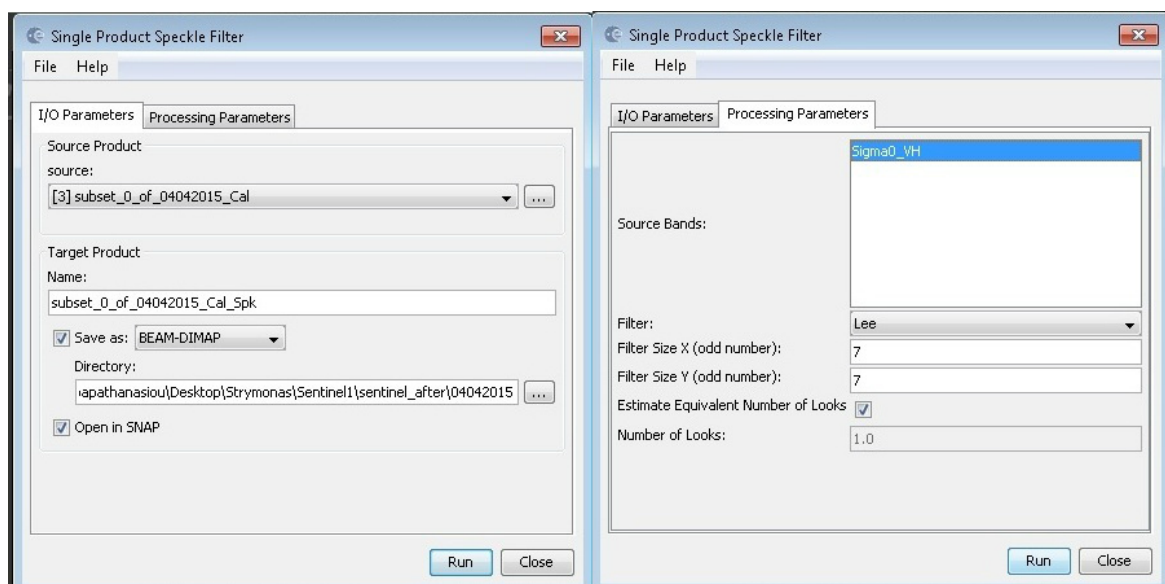 Single Product Speckle Filter
File Help
I/O Parameters Processing Parameters
Source Product
source:
[3] subset_0_of_04042015_Cal
...
Target Product
Name:
subset_0_of_04042015_Cal_Spk
Save as: BEAM-DIMAP
Directory:
apathanasiou\Desktop\Strymonas\Sentinel1\sentinel_after\04042015
...
Open in SNAP
Run Close
Single Product Speckle Filter
File Help
I/O Parameters Processing Parameters
Source Bands:
Sigma0_VH
Filter: Lee
Filter Size X (odd number): 7
Filter Size Y (odd number): 7
Estimate Equivalent Number of Looks
Number of Looks: 1.0
Run Close